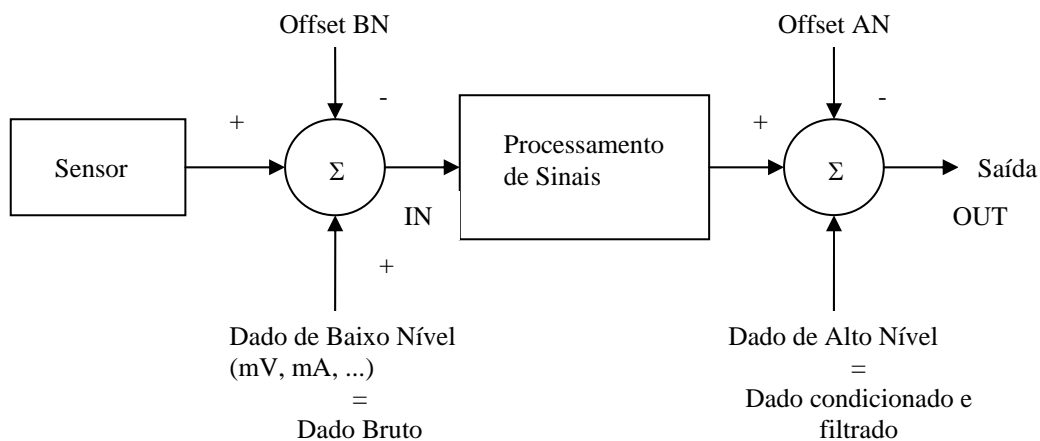 Offset BN
Offset AN
-
-
+
+
Sensor
Σ
Processamento
de Sinais
Σ
Saída
IN
OUT
+
Dado de Baixo Nível
(mV, mA, ...)
=
Dado Bruto
Dado de Alto Nível
=
Dado condicionado e
filtrado